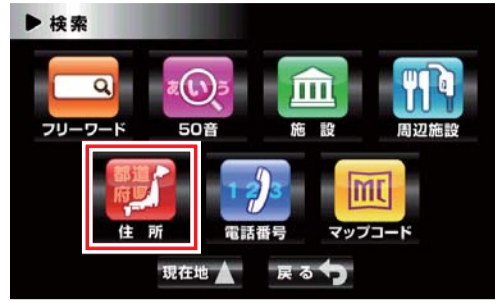 検索
あいう
フリーワード
50音
施設
周辺施設
都道
府県
123
MC
住所
電話番号
マップコード
現在地
戻る